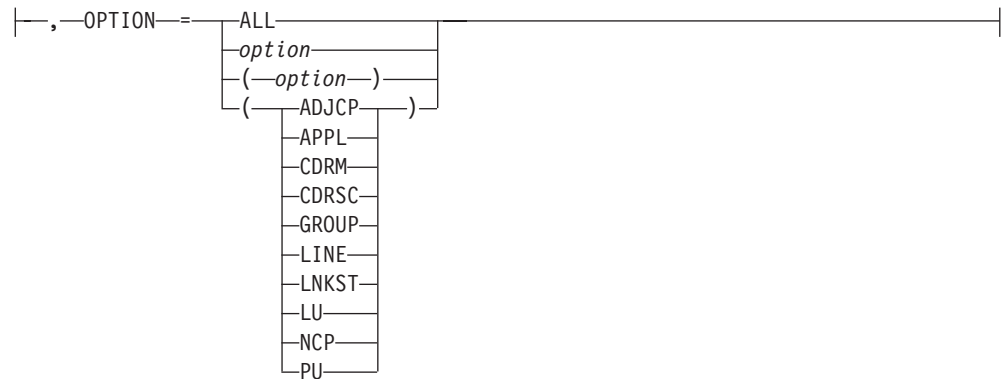 , OPTION = ALL
option
( option )
( ADJCP )
APPL
CDRM
CDRSC
GROUP
LINE
LNKST
LU
NCP
PU